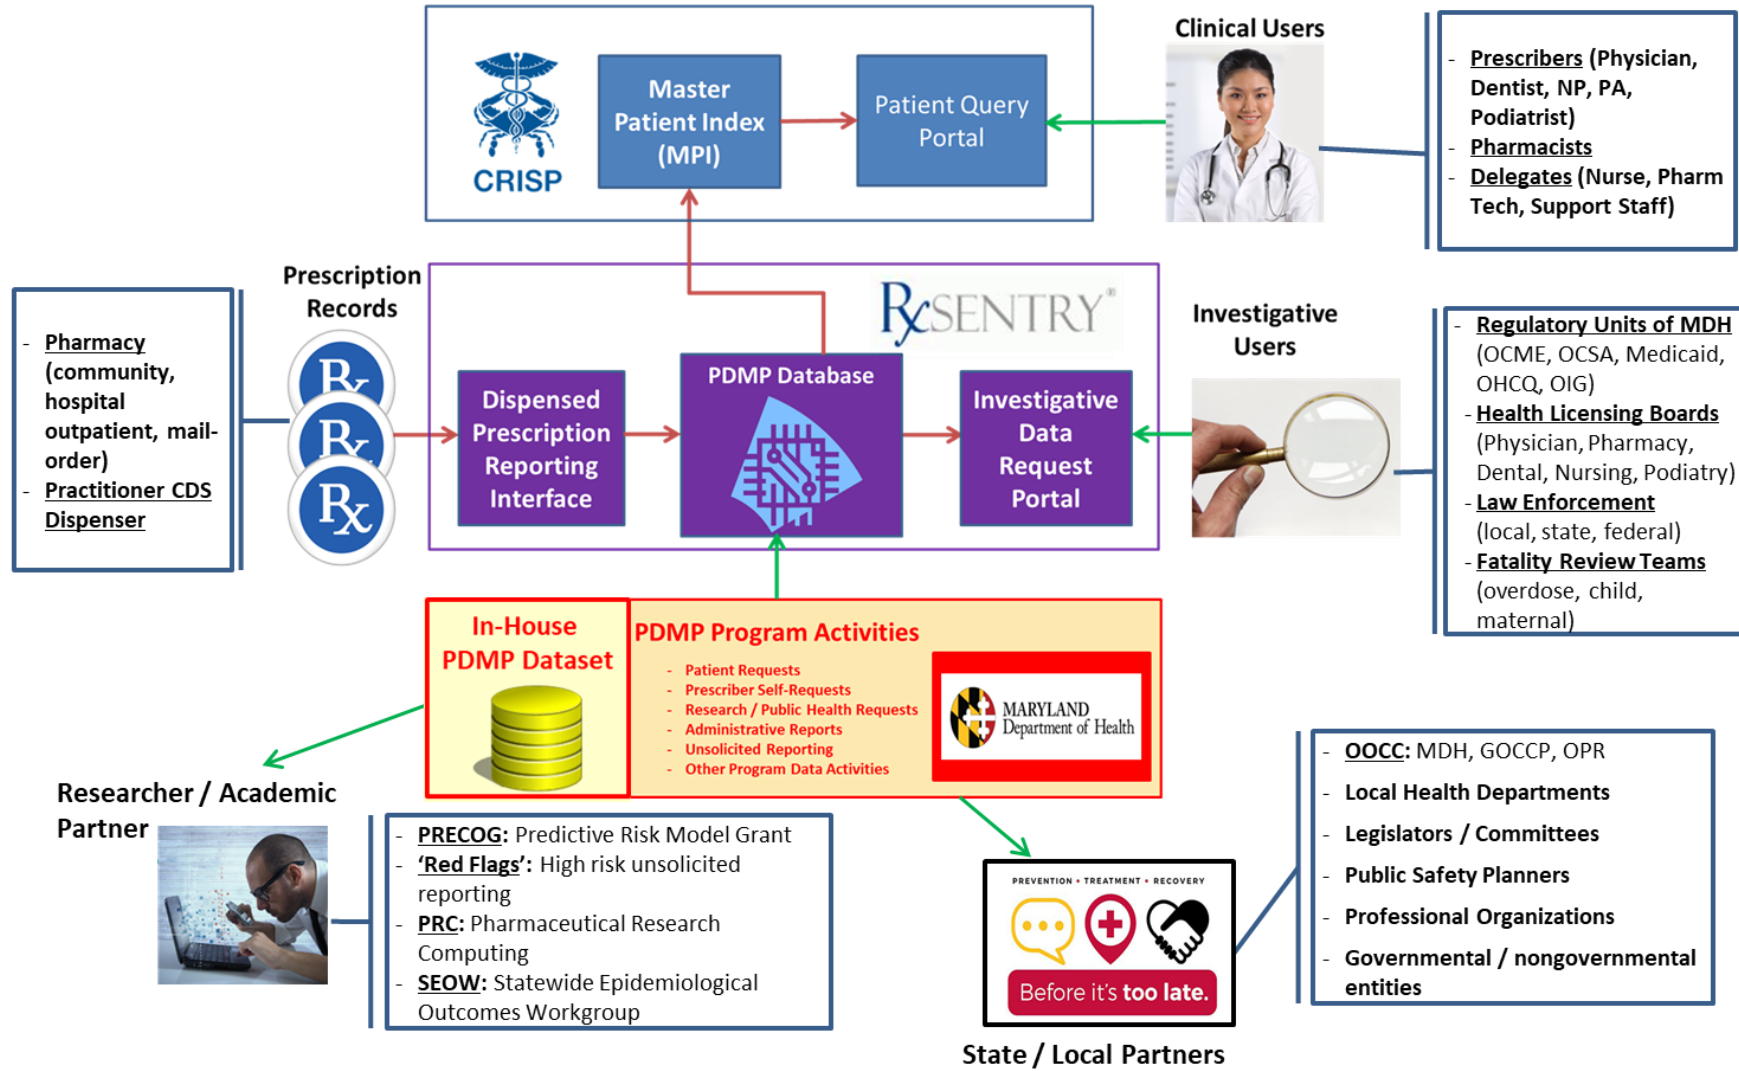 Clinical Users
CRISP
Master
Patient Index
(MPI)
Patient Query
Portal
- Prescribers (Physician,
Dentist, NP, PA,
Podiatrist)
- Pharmacists
- Delegates (Nurse, Pharm
Tech, Support Staff)
Prescription
Records
- Pharmacy
(community,
hospital
outpatient, mail-
order)
- Practitioner CDS
Dispenser
Rx
Rx
Rx
RxSENTRY®
Dispensed
Prescription
Reporting
Interface
PDMP Database
Investigative
Data
Request
Portal
Investigative
Users
- Regulatory Units of MDH
(OCME, OCSA, Medicaid,
OHCQ, OIG)
- Health Licensing Boards
(Physician, Pharmacy,
Dental, Nursing, Podiatry)
- Law Enforcement
(local, state, federal)
- Fatality Review Teams
(overdose, child,
maternal)
In-House
PDMP Dataset
PDMP Program Activities
- Patient Requests
- Prescriber Self-Requests
- Research / Public Health Requests
- Administrative Reports
- Unsolicited Reporting
- Other Program Data Activities
MARYLAND
Department of Health
Researcher / Academic
Partner
- PRECOG: Predictive Risk Model Grant
- ‘Red Flags’: High risk unsolicited
reporting
- PRC: Pharmaceutical Research
Computing
- SEOW: Statewide Epidemiological
Outcomes Workgroup
PREVENTION • TREATMENT • RECOVERY
Before it's too late.
State / Local Partners
- OOCC: MDH, GOCCP, OPR
- Local Health Departments
- Legislators / Committees
- Public Safety Planners
- Professional Organizations
- Governmental / nongovernmental
entities